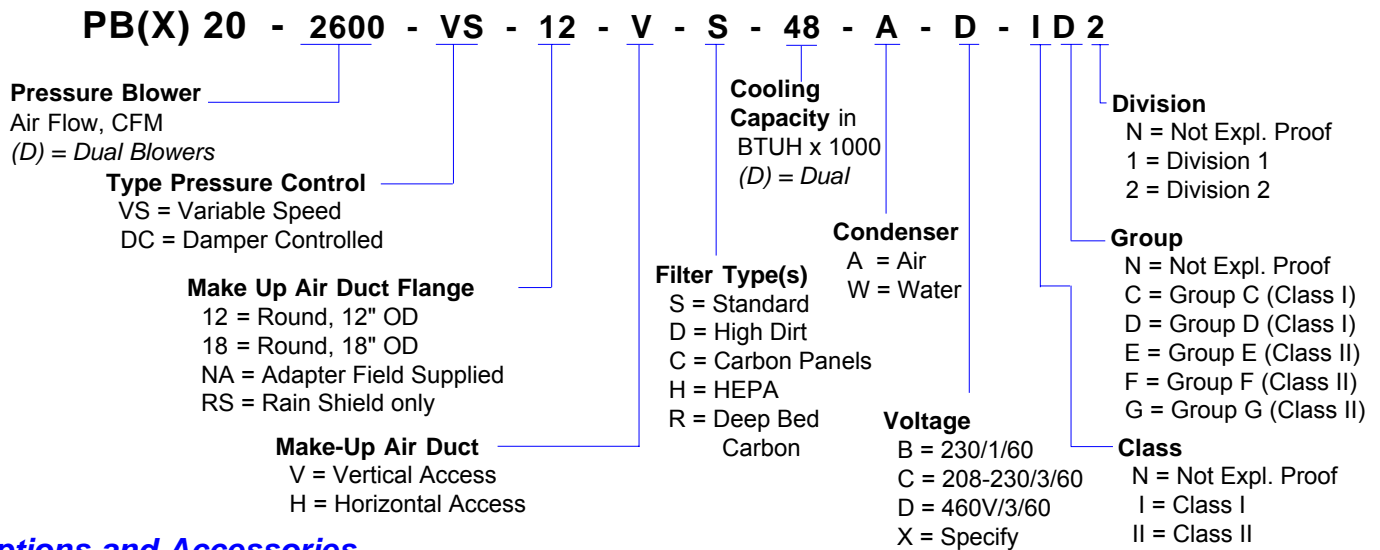 PB(X) 20 - 2600 - VS - 12 - V - S - 48 - A - D - I D 2
Pressure Blower
Air Flow, CFM
(D) = Dual Blowers
Type Pressure Control
VS = Variable Speed
DC = Damper Controlled
Make Up Air Duct Flange
12 = Round, 12" OD
18 = Round, 18" OD
NA = Adapter Field Supplied
RS = Rain Shield only
Make-Up Air Duct
V = Vertical Access
H = Horizontal Access
Filter Type(s)
S = Standard
D = High Dirt
C = Carbon Panels
H = HEPA
R = Deep Bed
Carbon
Cooling
Capacity in
BTUH x 1000
(D) = Dual
Condenser
A = Air
W = Water
Voltage
B = 230/1/60
C = 208-230/3/60
D = 460V/3/60
X = Specify
Division
N = Not Expl. Proof
1 = Division 1
2 = Division 2
Group
N = Not Expl. Proof
C = Group C (Class I)
D = Group D (Class I)
E = Group E (Class II)
F = Group F (Class II)
G = Group G (Class II)
Class
N = Not Expl. Proof
I = Class I
II = Class II
and Accessories